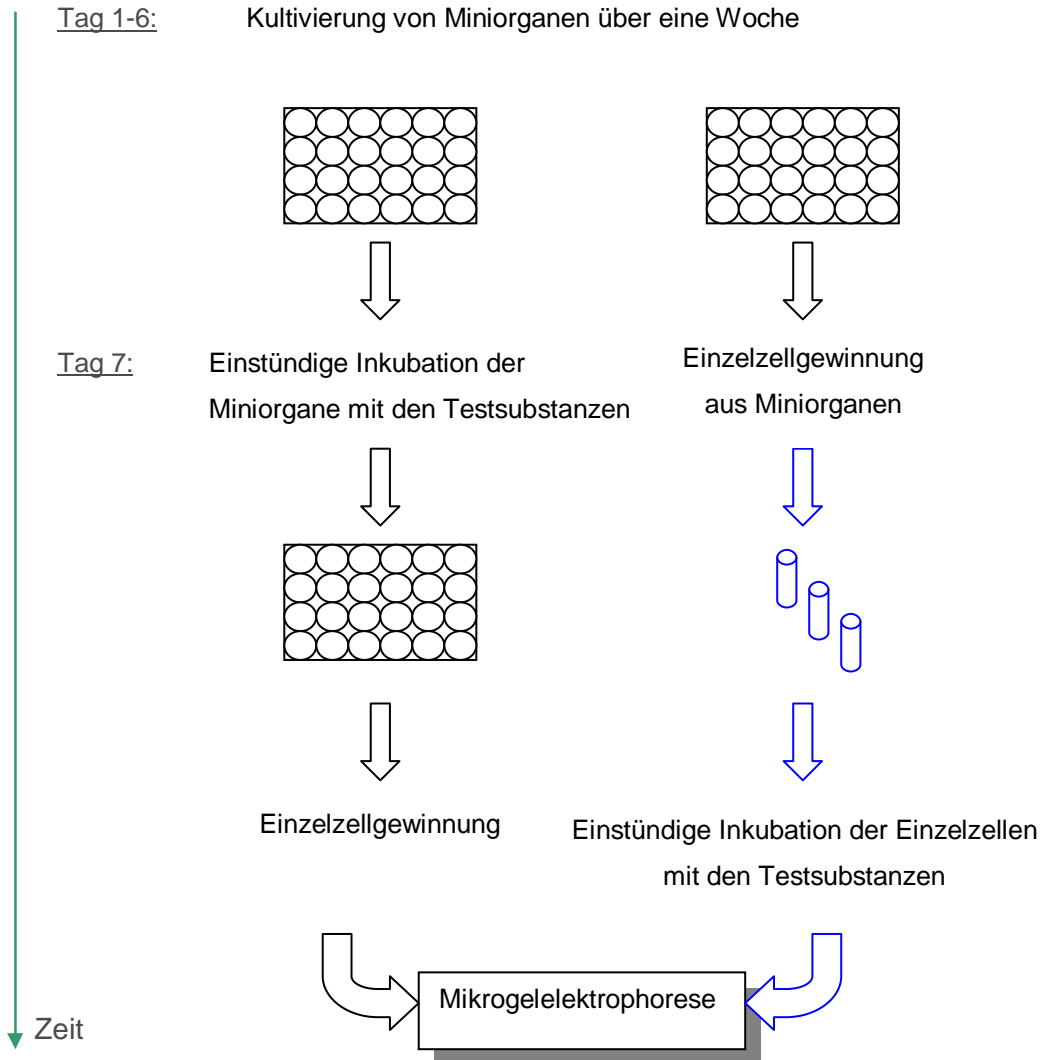 Tag 1-6: Kultivierung von Miniorganen über eine Woche
Tag 7:
Einstündige Inkubation der
Miniorgane mit den Testsubstanzen
Einzelzellgewinnung
aus Miniorganen
Einzelzellgewinnung
Einstündige Inkubation der Einzelzellen
mit den Testsubstanzen
Mikrogelelektrophorese
Zeit